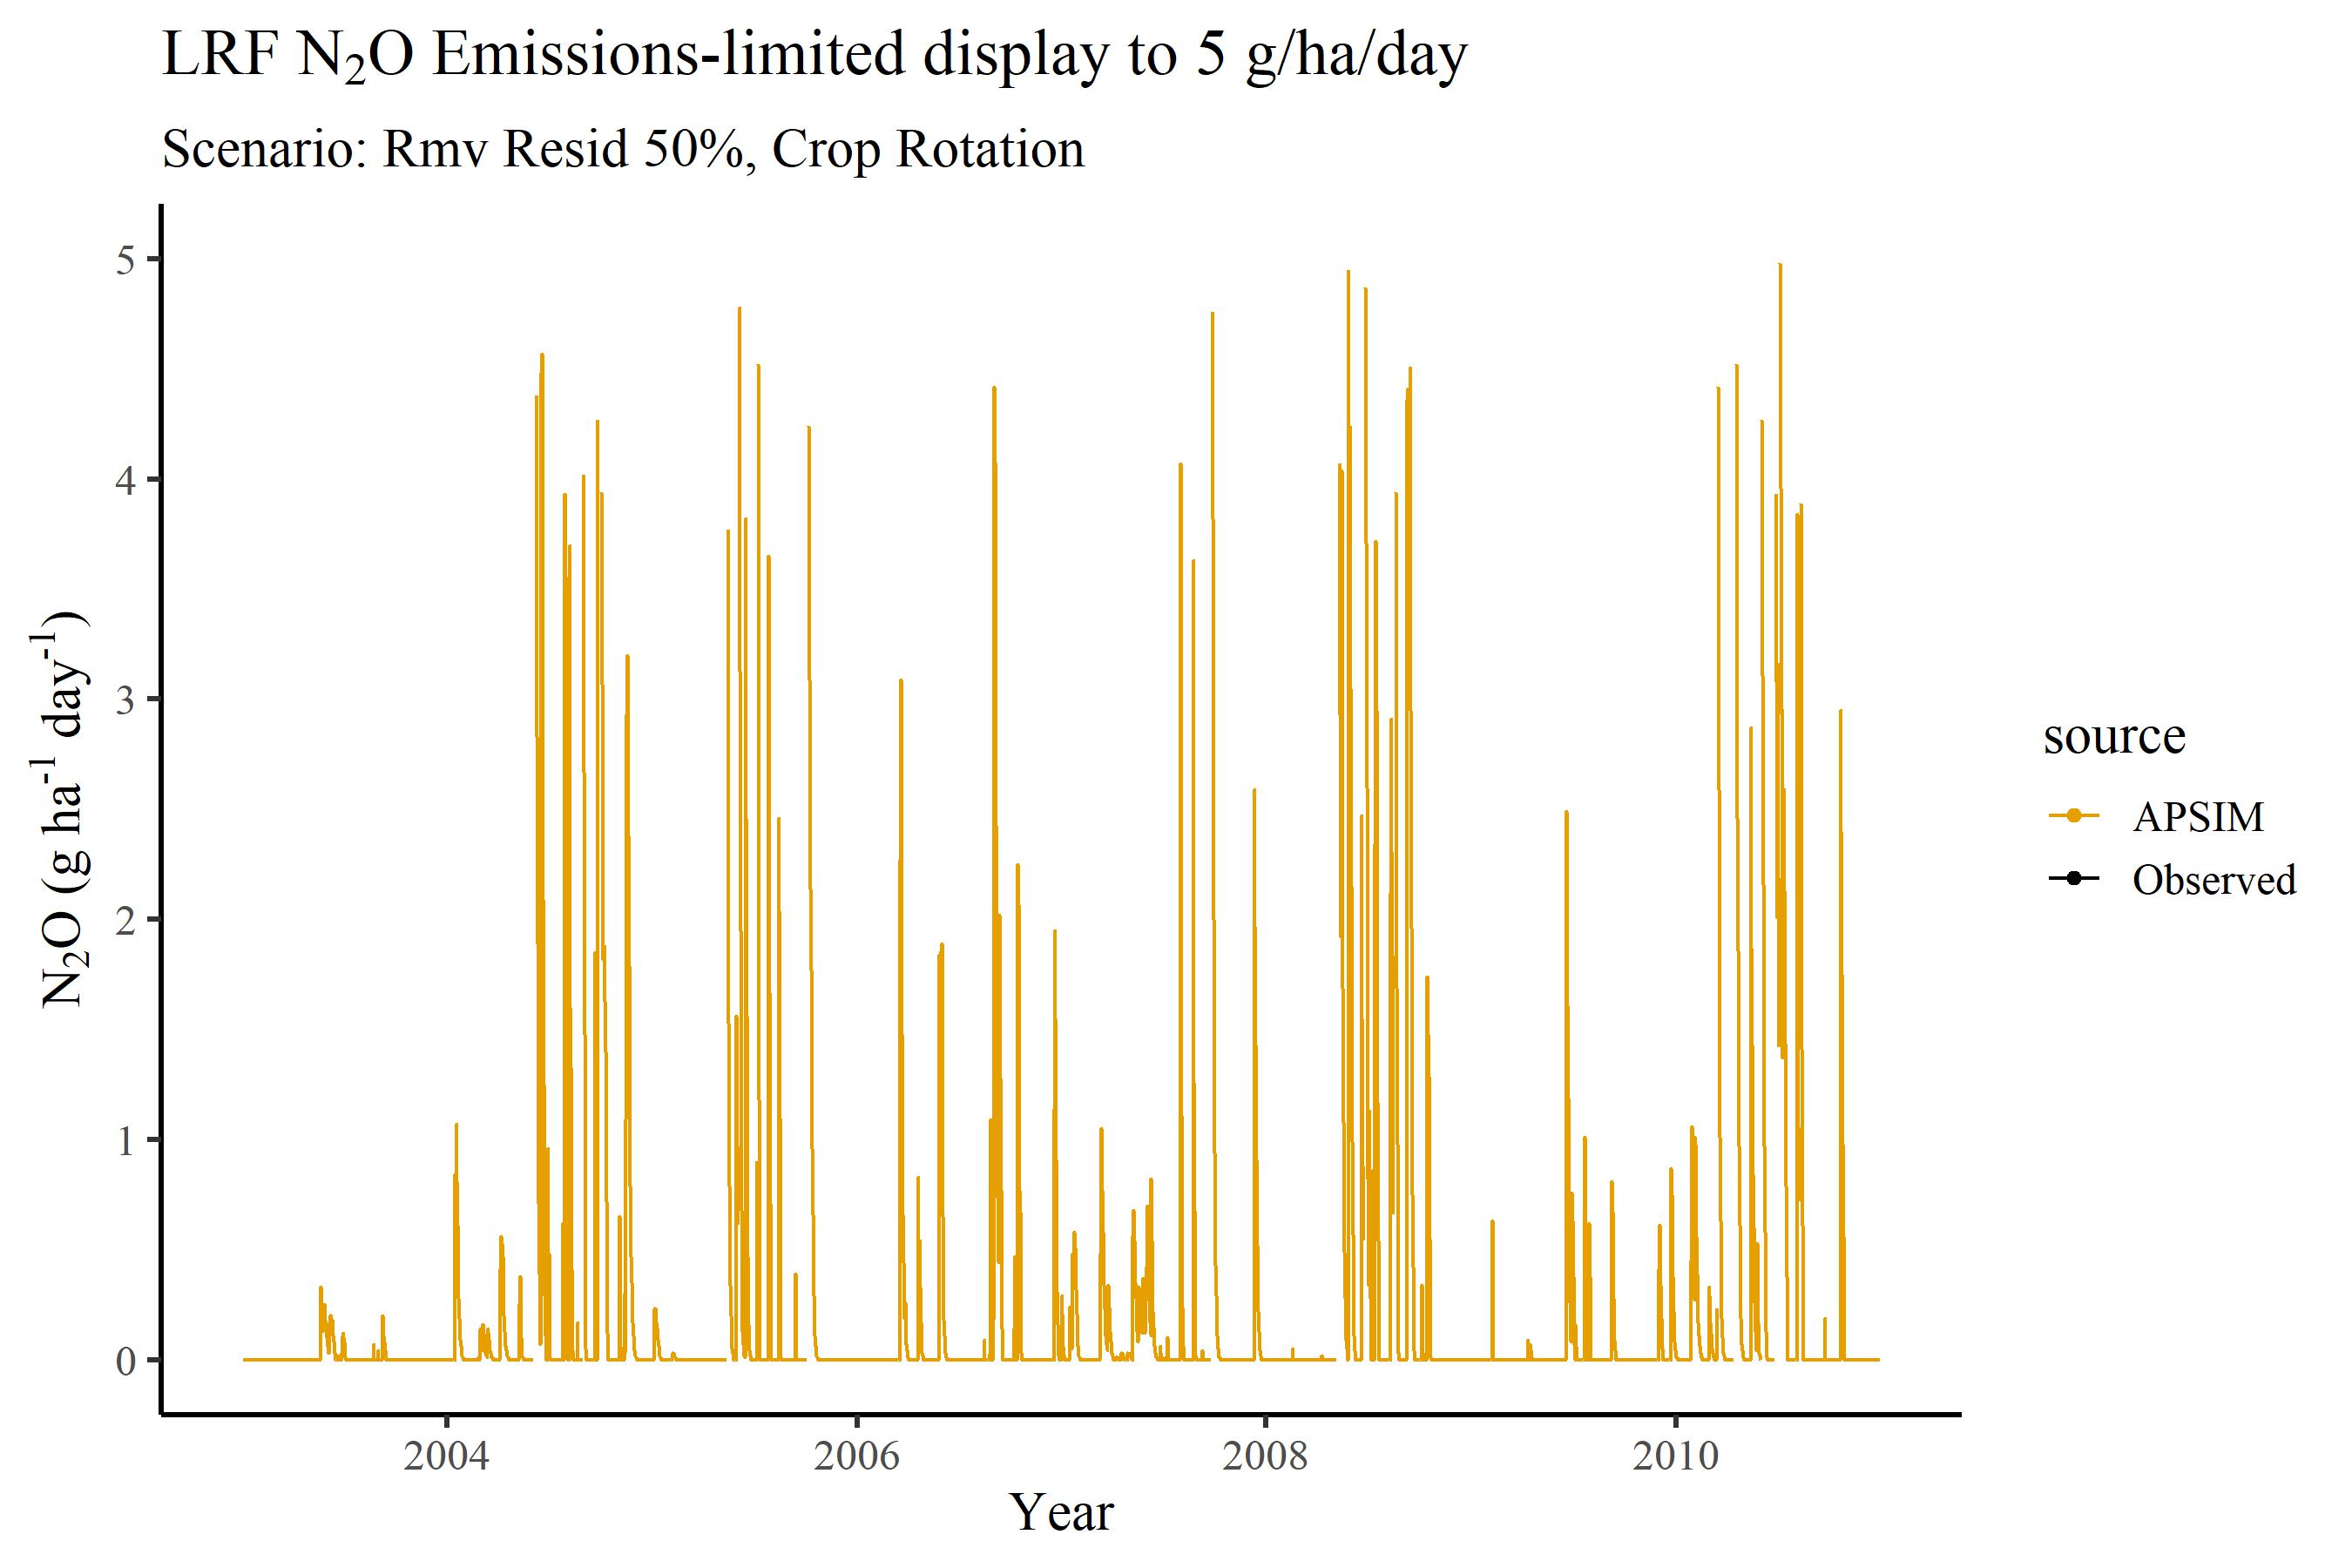 LRF N₂O Emissions-limited display to 5 g/ha/day
Scenario: Rmv Resid 50%, Crop Rotation
N₂O (g ha⁻¹ day⁻¹)
5
4
3
2
1
0
2004
2006
2008
2010
Year
source
APSIM
Observed